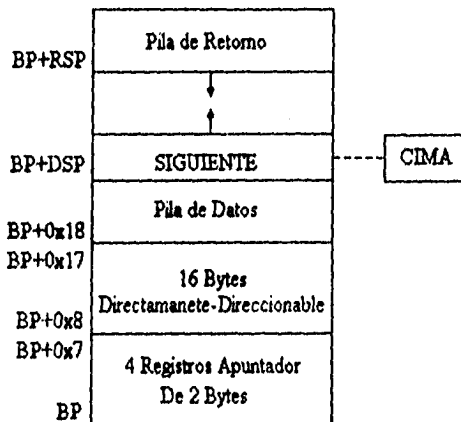 Pila de Retorno
BP+RSP
BP+DSP
SIGUIENTE
CIMA
Pila de Datos
BP+0x18
BP+0x17
16 Bytes
Directamanete-Direccionable
BP+0x8
BP+0x7
4 Registros Apuntador
De 2 Bytes
BP